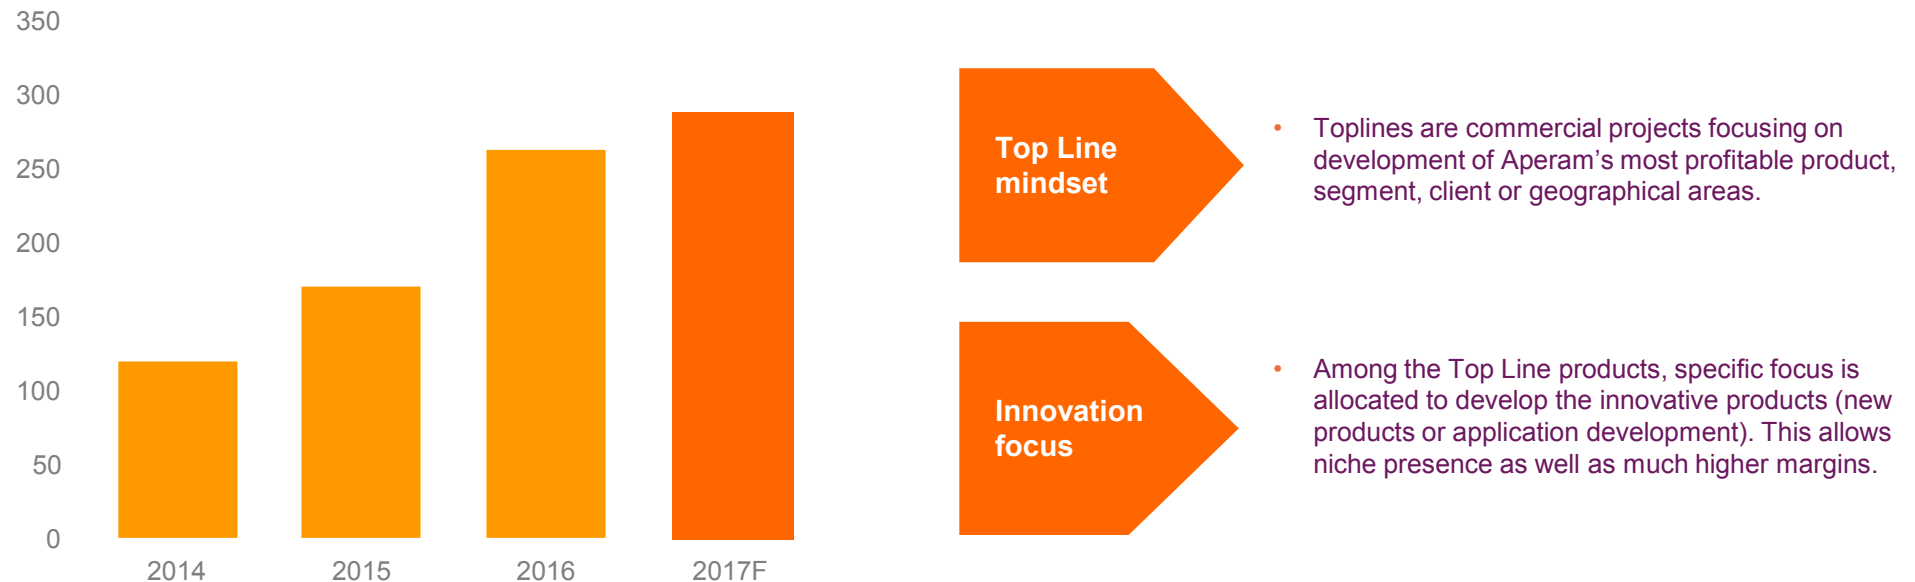 350
300
250
200
150
100
50
0
2014
2015
2016
2017F
Top Line
mindset
• Toplines are commercial projects focusing on
development of Aperam’s most profitable product,
segment, client or geographical areas.
Innovation
focus
• Among the Top Line products, specific focus is
allocated to develop the innovative products (new
products or application development). This allows
niche presence as well as much higher margins.